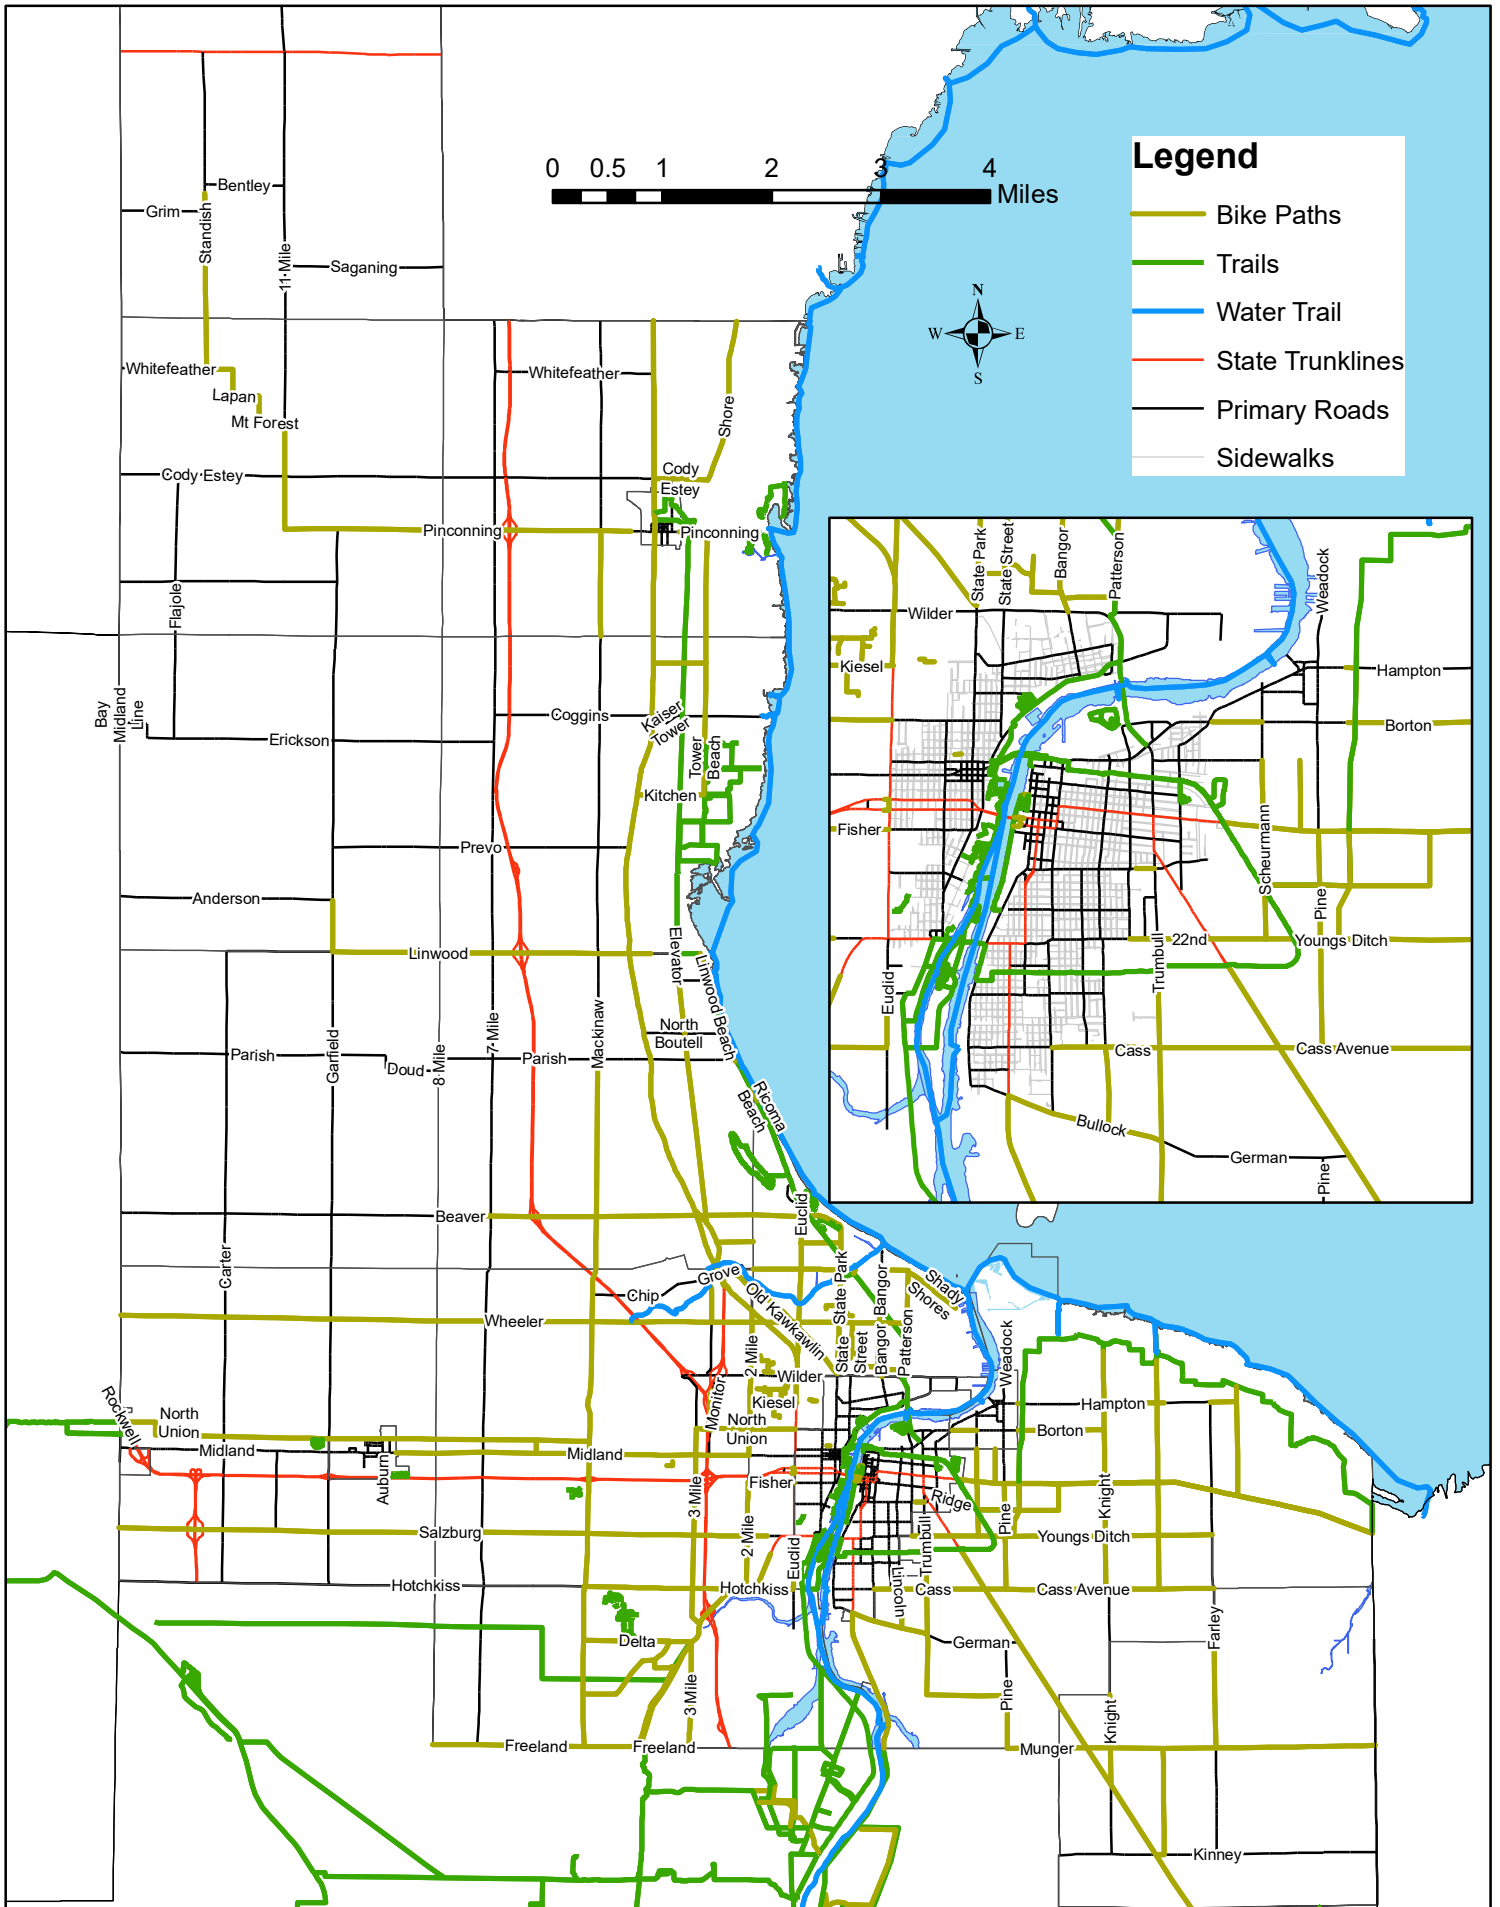 0 0.5 1 2 3 4
Miles
Legend
Bike Paths
Trails
Water Trail
State Trunklines
Primary Roads
Sidewalks
N
W E
S
Bentley
Grim
Standish
11 Mile
Saganing
Whitefeather
Whitefeather
Lapan
Mt Forest
Shore
Cody Estey
Cody
Estey
Pinconning
Pinconning
Flajole
Bay
Midland
Line
Erickson
Coggins
Kaiser
Tower
Tower
Beach
Kitchen
Prevo
Anderson
Linwood
Elevator
Linwood Beach
North
Boutell
Parish
Garfield
Doud
8 Mile
7 Mile
Parish
Mackinaw
Ricoma
Beach
Beaver
Euclid
Carter
Chip
Grove
Old Kawkawlin
State Park
Bangor
Shady
Shores
Wheeler
2 Mile
State
Street
Bangor
Patterson
Weadock
Wilder
Kiesel
Monitor
North
Union
Rockwell
North
Union
Midland
Auburn
Midland
Fisher
Hampton
Borton
Knight
Ridge
Pine
3 Mile
2 Mile
Salzburg
Euclid
Trumbull
Youngs Ditch
Hotchkiss
Hotchkiss
Lincoln
Cass
Cass Avenue
Delta
German
Farley
3 Mile
Pine
Knight
Freeland
Freeland
Munger
Kinney
State Park
State Street
Bangor
Patterson
Weadock
Wilder
Kiesel
Hampton
Borton
Fisher
Scheurmann
Pine
Trumbull
22nd
Youngs Ditch
Euclid
Cass
Cass Avenue
Bullock
German
Pine